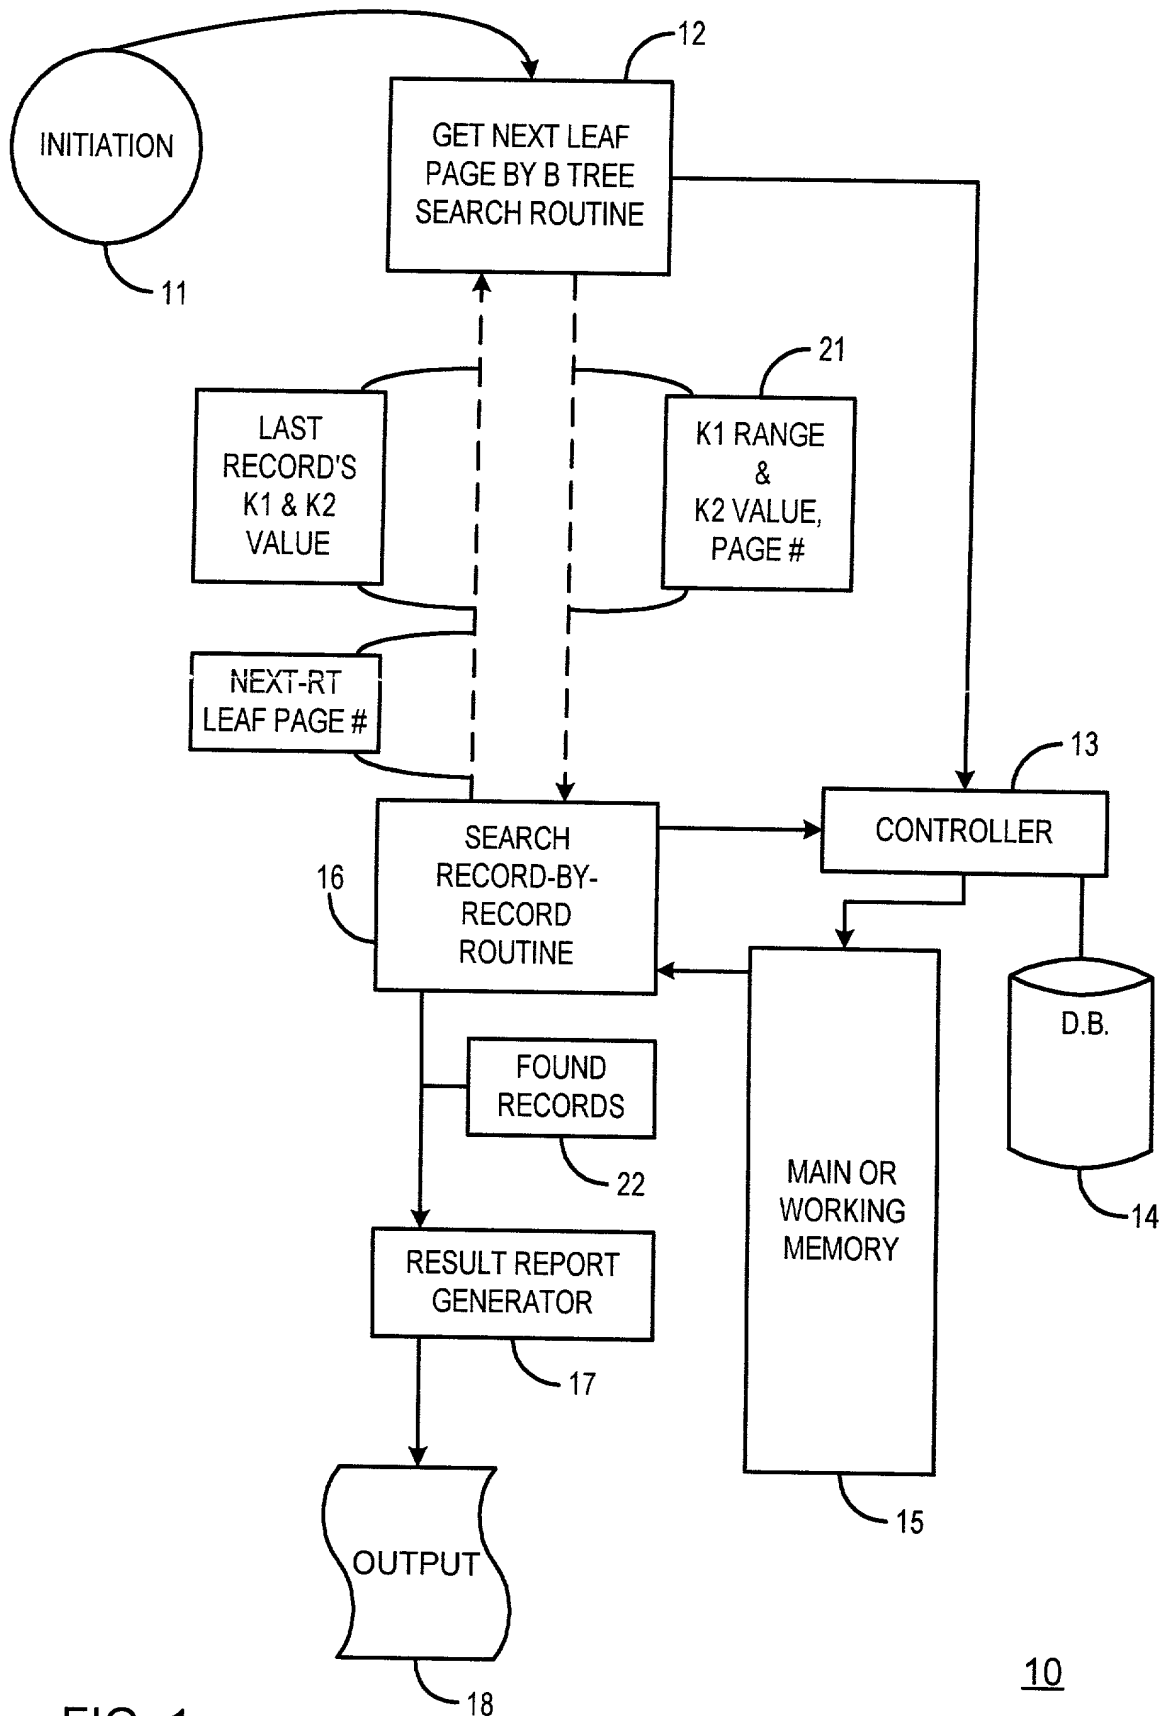 12
INITIATION
GET NEXT LEAF
PAGE BY B TREE
SEARCH ROUTINE
11
21
LAST
RECORD'S
K1 & K2
VALUE
K1 RANGE
&
K2 VALUE,
PAGE #
NEXT-RT
LEAF PAGE #
13
CONTROLLER
16
SEARCH
RECORD-BY-
RECORD
ROUTINE
D.B.
FOUND
RECORDS
22
14
MAIN OR
WORKING
MEMORY
RESULT REPORT
GENERATOR
17
15
OUTPUT
10
18
FIG. 1